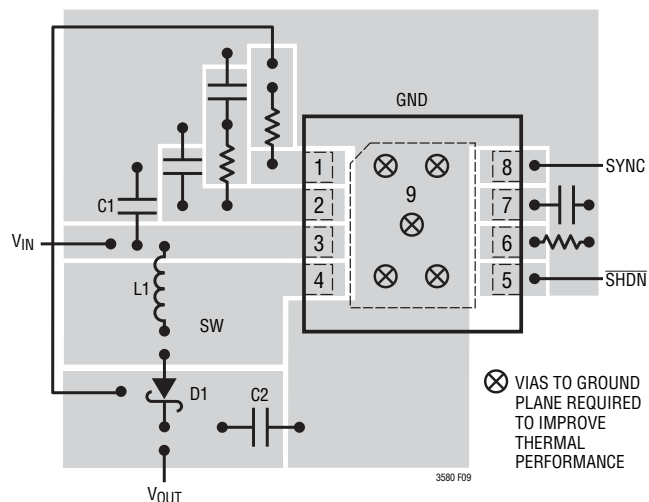 GND
1
2
3
4
9
8
7
6
5
SYNC
SHDN
C1
VIN
L1
SW
D1
C2
VOUT
VIAS TO GROUND
PLANE REQUIRED
TO IMPROVE
THERMAL
PERFORMANCE
3580 F09